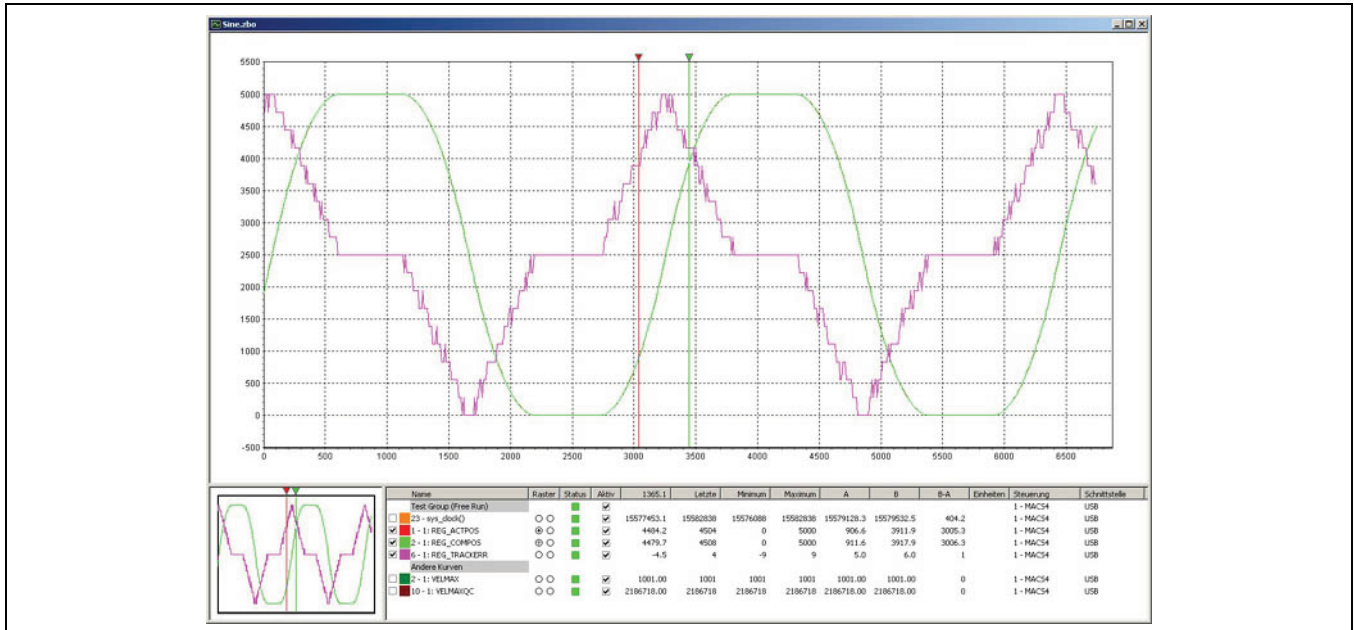 Sine.zbo
5500
5000
4500
4000
3500
3000
2500
2000
1500
1000
500
0
-500
0 500 1000 1500 2000 2500 3000 3500 4000 4500 5000 5500 6000 6500
Name Raster Status Aktiv 1365.1 Letzte Minimum Maximum A B B-A Einheiten Steuerung Schnittstelle
Test Group (Free Run) 1 - MACS4 USB
23 - sys_clock() 15577453.1 15582838 15576088 15582838 15579128.3 15579532.5 404.2 1 - MACS4 USB
1 - 1: REG_ACTPOS 4484.2 4504 0 5000 906.6 3911.9 3005.3 1 - MACS4 USB
2 - 1: REG_COMPOS 4479.7 4508 0 5000 911.6 3917.9 3006.3 1 - MACS4 USB
6 - 1: REG_TRACKERR -4.5 4 -9 9 5.0 6.0 1 1 - MACS4 USB
Andere Kurven
2 - 1: VELMAX 1001.00 1001 1001 1001 1001.00 1001.00 0 1 - MACS4 USB
10 - 1: VELMAXQC 2186718.00 2186718 2186718 2186718 2186718.00 2186718.00 0 1 - MACS4 USB